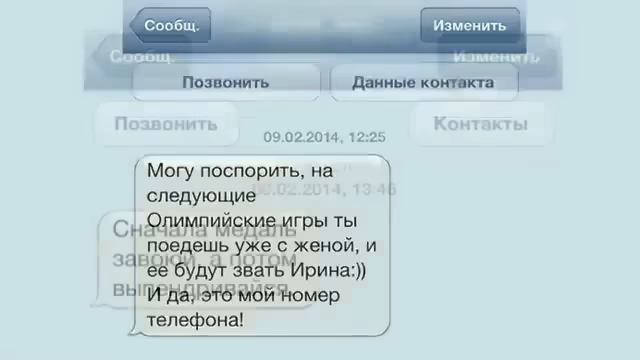 Сообщ.
Изменить
Сообщ.
Изменить
Позвонить
Данные контакта
Позвонить
Контакты
09.02.2014, 12:25
09.02.2014, 13:46
Могу поспорить, на
следующие
Олимпийские игры ты
поедешь уже с женой, и
ее будут звать Ирина:))
И да, это мой номер
телефона!
Сначала медаль
завоюй, а потом
выпендривайся